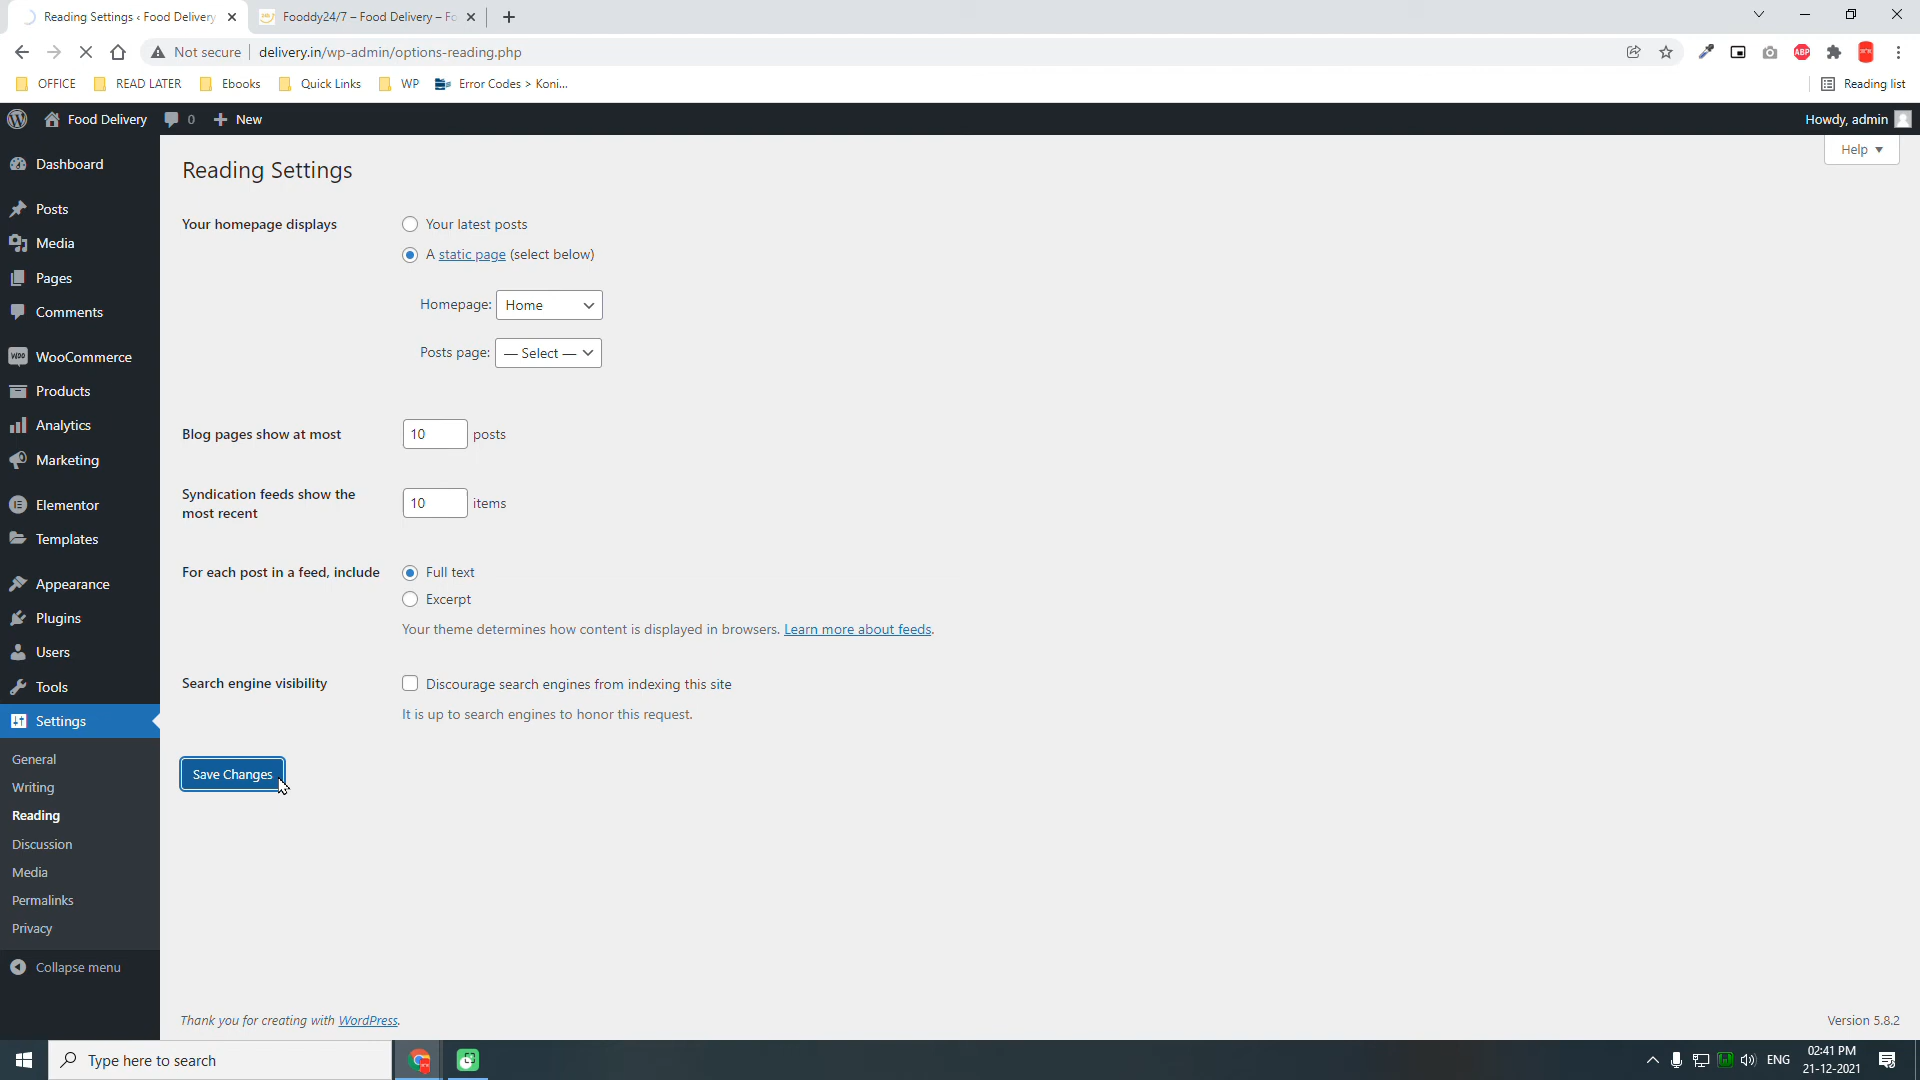 Reading Settings ‹ Food Delivery
Fooddy24/7 – Food Delivery – Fo
Not secure
delivery.in/wp-admin/options-reading.php
ABP
OFFICE
READ LATER
Ebooks
Quick Links
WP
Error Codes > Koni...
Reading list
Food Delivery
0
New
Howdy, admin
Help
Dashboard
Posts
Media
Pages
Comments
WooCommerce
Products
Analytics
Marketing
Elementor
Templates
Appearance
Plugins
Users
Tools
Settings
General
Writing
Reading
Discussion
Media
Permalinks
Privacy
Collapse menu
Reading Settings
Your homepage displays
Your latest posts
A static page (select below)
Homepage: Home
Posts page: — Select —
Blog pages show at most
10 posts
Syndication feeds show the
most recent
10 items
For each post in a feed, include
Full text
Excerpt
Your theme determines how content is displayed in browsers. Learn more about feeds.
Search engine visibility
Discourage search engines from indexing this site
It is up to search engines to honor this request.
Save Changes
Thank you for creating with WordPress.
Version 5.8.2
Type here to search
ENG
02:41 PM
21-12-2021